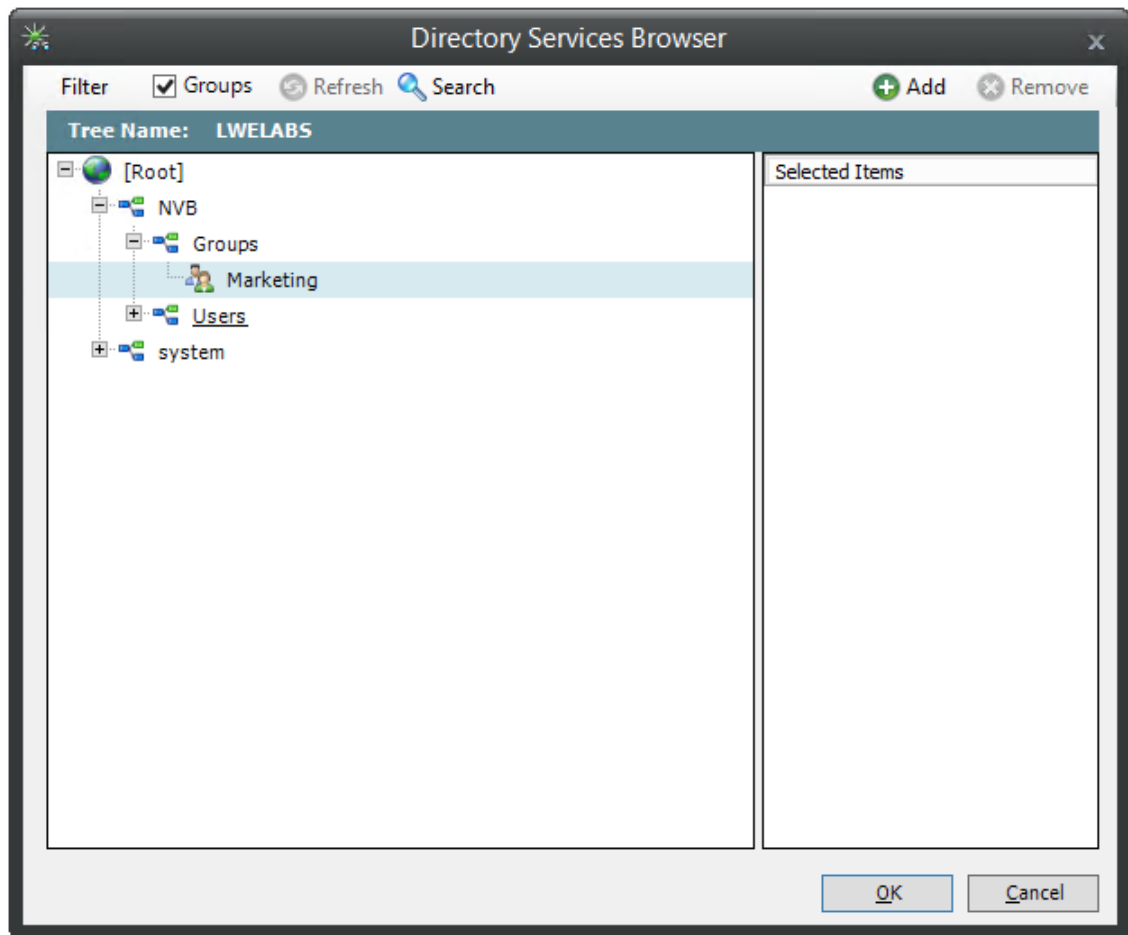 Directory Services Browser x
Filter Groups Refresh Search Add Remove
Tree Name: LWELABS
[Root]
NVB
Groups
Marketing
Users
system
Selected Items
OK Cancel